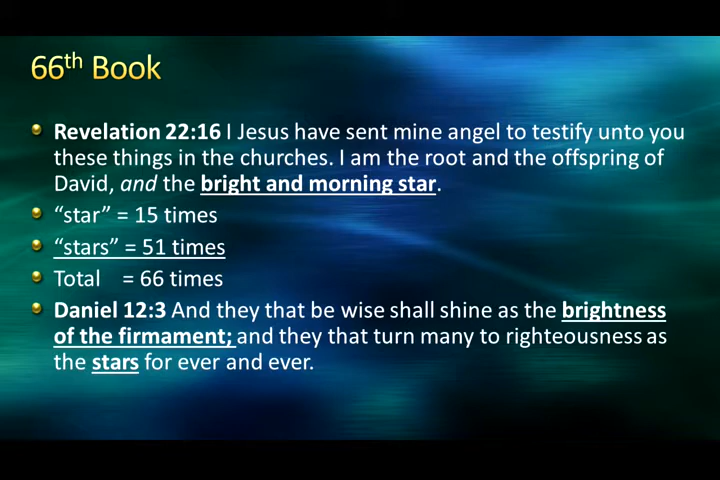 66th Book
Revelation 22:16 I Jesus have sent mine angel to testify unto you
these things in the churches. I am the root and the offspring of
David, and the bright and morning star.
“star” = 15 times
“stars” = 51 times
Total = 66 times
Daniel 12:3 And they that be wise shall shine as the brightness
of the firmament; and they that turn many to righteousness as
the stars for ever and ever.